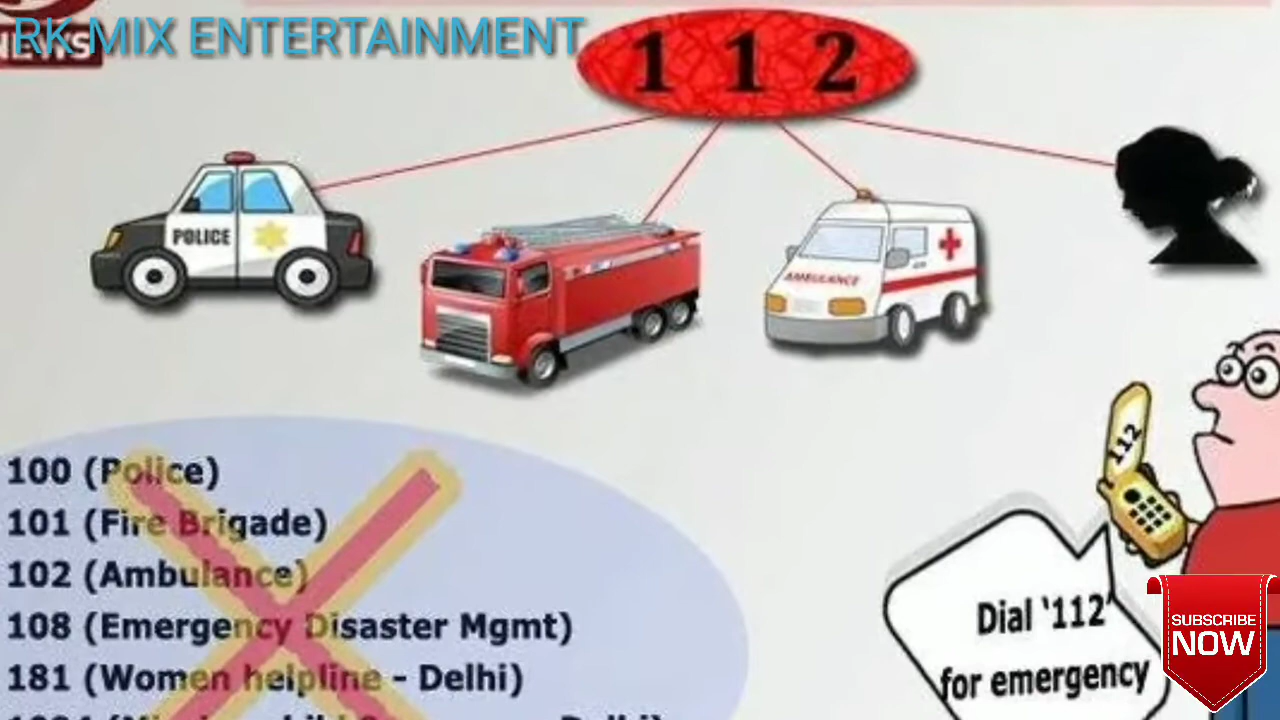 RK MIX ENTERTAINMENT
NEWS
1 1 2
POLICE
AMBULANCE
112
100 (Police)
101 (Fire Brigade)
102 (Ambulance)
108 (Emergency Disaster Mgmt)
181 (Women helpline - Delhi)
Dial '112'
for emergency
SUBSCRIBE
NOW